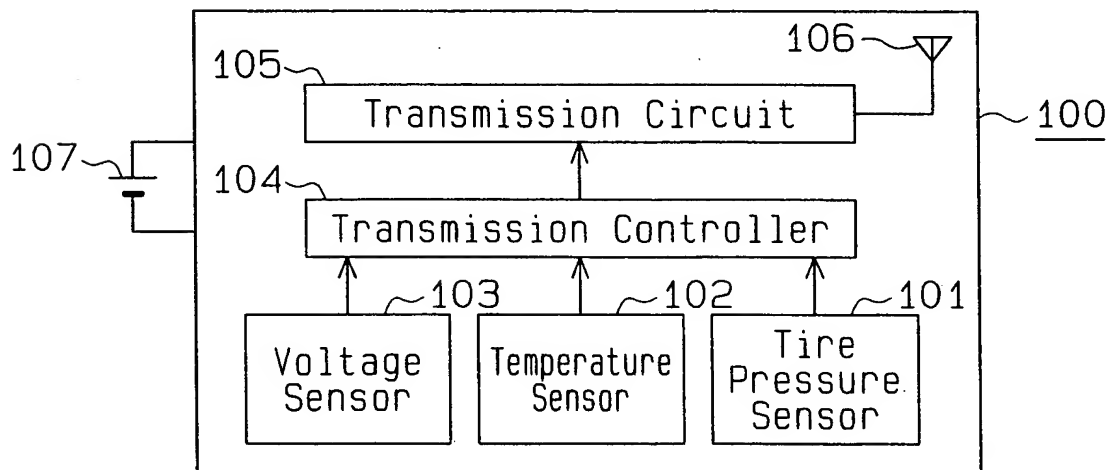 106
105
Transmission Circuit
100
107
104
Transmission Controller
103
102
101
Voltage
Sensor
Temperature
Sensor
Tire
Pressure
Sensor